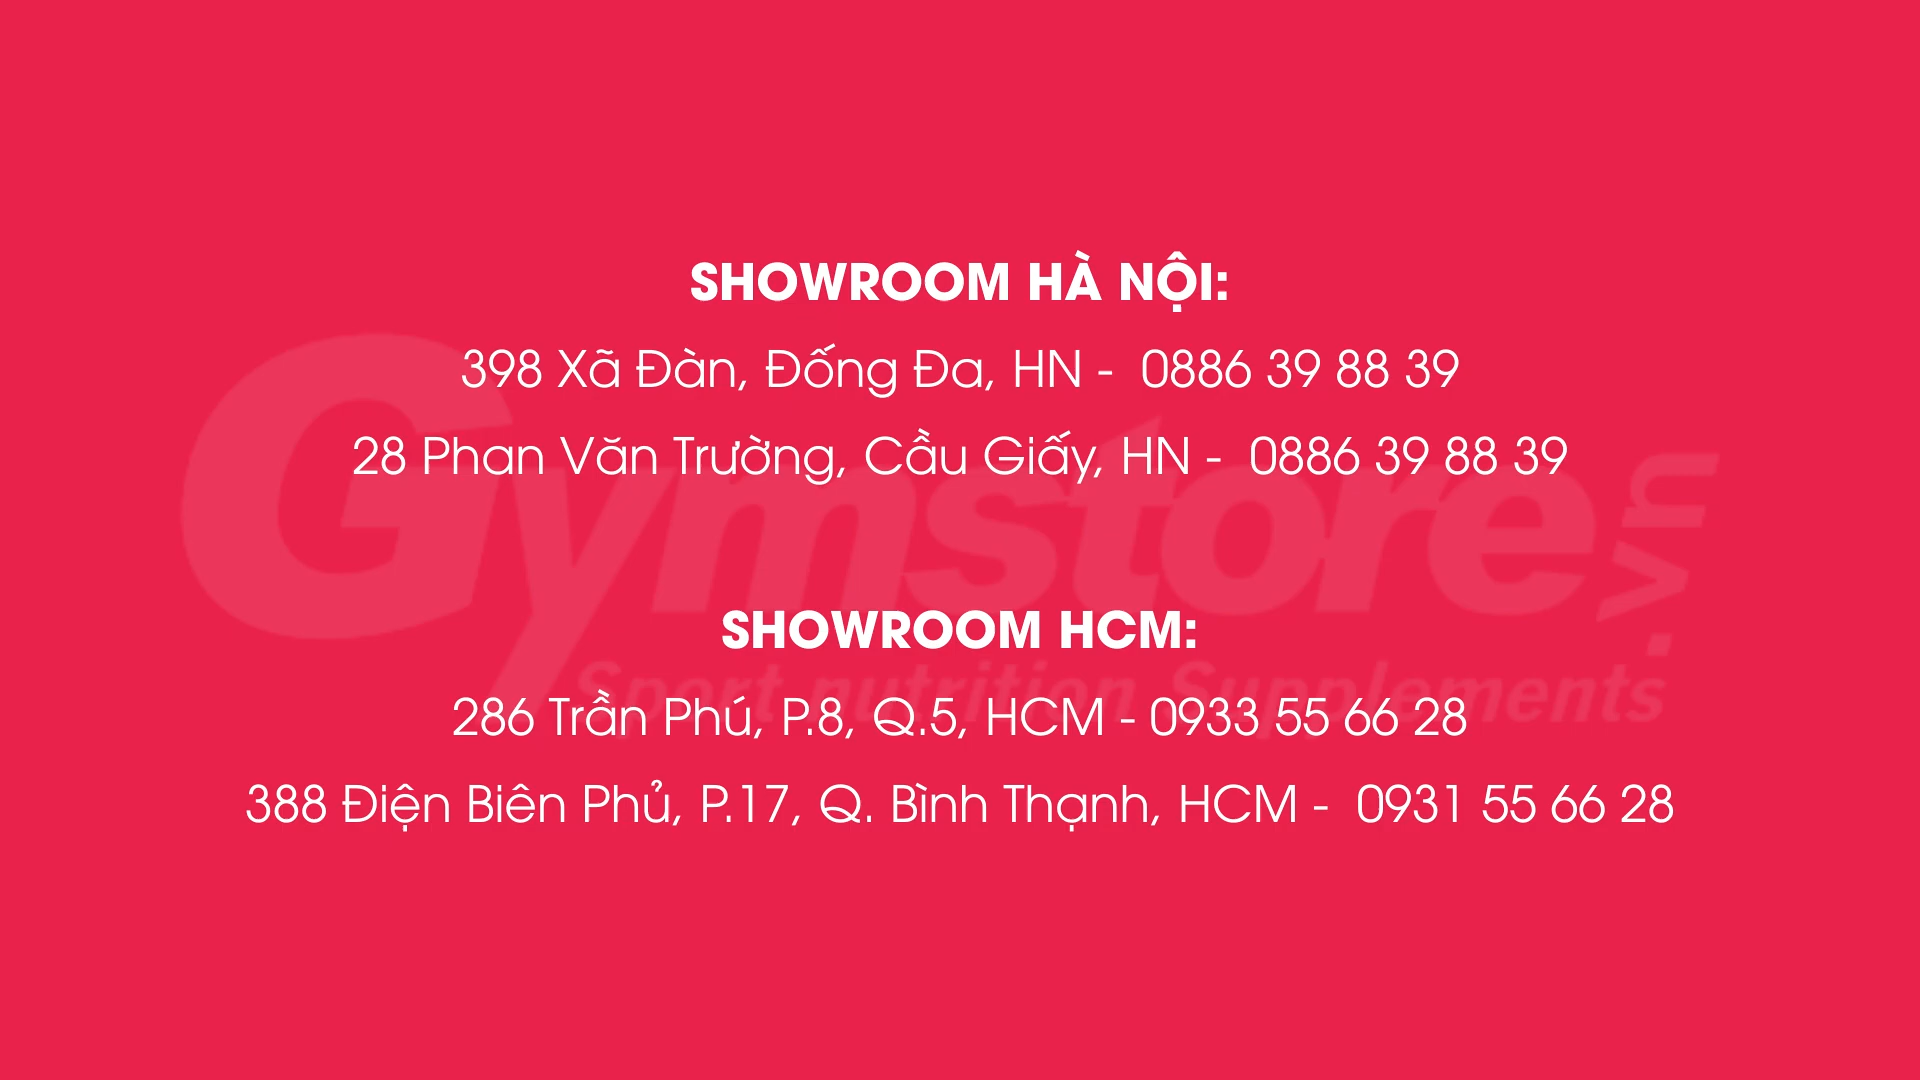 SHOWROOM HÀ NỘI:
398 Xã Đàn, Đống Đa, HN - 0886 39 88 39
28 Phan Văn Trường, Cầu Giấy, HN - 0886 39 88 39
Gymstore.vn
SHOWROOM HCM:
Sport nutrition Supplements
286 Trần Phú, P.8, Q.5, HCM - 0933 55 66 28
388 Điện Biên Phủ, P.17, Q. Bình Thạnh, HCM - 0931 55 66 28